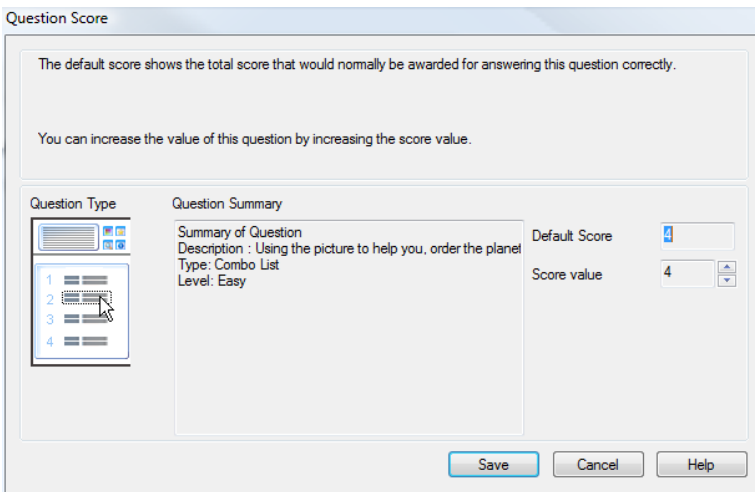 Question Score
The default score shows the total score that would normally be awarded for answering this question correctly.
You can increase the value of this question by increasing the score value.
Question Type
1
2
3
4
Question Summary
Summary of Question
Description : Using the picture to help you, order the planet
Type: Combo List
Level: Easy
Default Score 4
Score value 4
Save Cancel Help